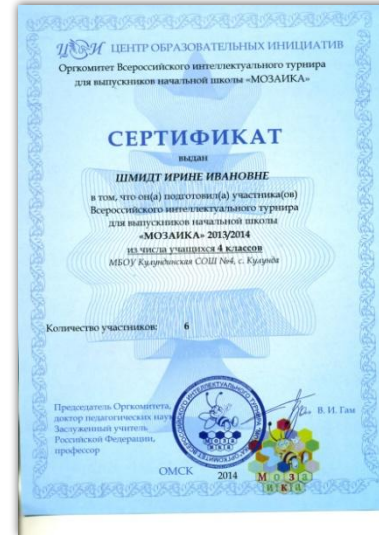 ЦОИ ЦЕНТР ОБРАЗОВАТЕЛЬНЫХ ИНИЦИАТИВ
Оргкомитет Всероссийского интеллектуального турнира
для выпускников начальной школы «МОЗАИКА»
СЕРТИФИКАТ
выдан
ШМИДТ ИРИНЕ ИВАНОВНЕ
в том, что он(а) подготовил(а) участника(ов)
Всероссийского интеллектуального турнира
для выпускников начальной школы
«МОЗАИКА» 2013/2014
из числа учащихся 4 классов
МБОУ Кулундинская СОШ №4, с. Кулунда
Количество участников: 6
Председатель Оргкомитета,
доктор педагогических наук
Заслуженный учитель
Российской Федерации,
профессор
В. И. Гам
ОМСК 2014
МОЗА
ИКА